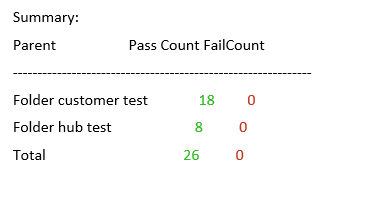 Summary:
Parent Pass Count FailCount
------------------------------------------------------------
Folder customer test 18 0
Folder hub test 8 0
Total 26 0